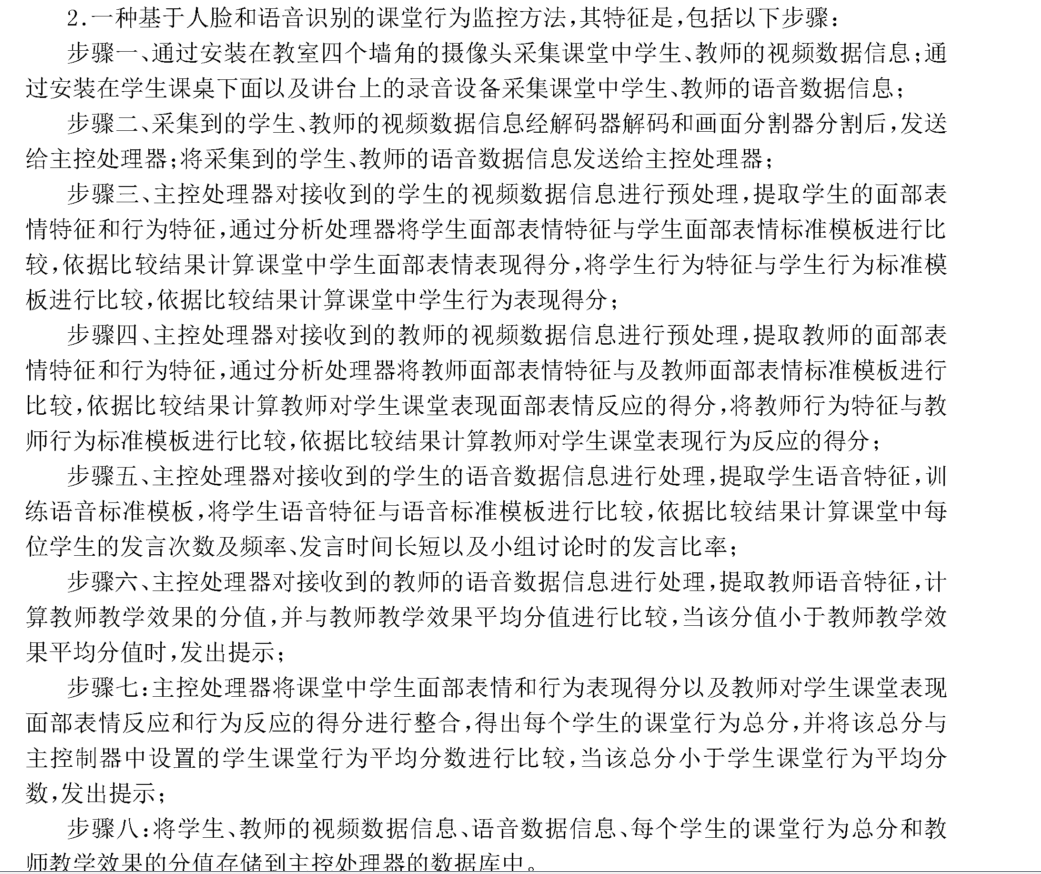 2.一种基于人脸和语音识别的课堂行为监控方法,其特征是,包括以下步骤:
步骤一、通过安装在教室四个墙角的摄像头采集课堂中学生、教师的视频数据信息;通
过安装在学生课桌下面以及讲台上的录音设备采集课堂中学生、教师的语音数据信息;
步骤二、采集到的学生、教师的视频数据信息经解码器解码和画面分割器分割后,发送
给主控处理器;将采集到的学生、教师的语音数据信息发送给主控处理器;
步骤三、主控处理器对接收到的学生的视频数据信息进行预处理,提取学生的面部表
情特征和行为特征,通过分析处理器将学生面部表情特征与学生面部表情标准模板进行比
较,依据比较结果计算课堂中学生面部表情表现得分,将学生行为特征与学生行为标准模
板进行比较,依据比较结果计算课堂中学生行为表现得分;
步骤四、主控处理器对接收到的教师的视频数据信息进行预处理,提取教师的面部表
情特征和行为特征,通过分析处理器将教师面部表情特征与及教师面部表情标准模板进行
比较,依据比较结果计算教师对学生课堂表现面部表情反应的得分,将教师行为特征与教
师行为标准模板进行比较,依据比较结果计算教师对学生课堂表现行为反应的得分;
步骤五、主控处理器对接收到的学生的语音数据信息进行处理,提取学生语音特征,训
练语音标准模板,将学生语音特征与语音标准模板进行比较,依据比较结果计算课堂中每
位学生的发言次数及频率、发言时间长短以及小组讨论时的发言比率;
步骤六、主控处理器对接收到的教师的语音数据信息进行处理,提取教师语音特征,计
算教师教学效果的分值,并与教师教学效果平均分值进行比较,当该分值小于教师教学效
果平均分值时,发出提示;
步骤七:主控处理器将课堂中学生面部表情和行为表现得分以及教师对学生课堂表现
面部表情反应和行为反应的得分进行整合,得出每个学生的课堂行为总分,并将该总分与
主控制器中设置的学生课堂行为平均分数进行比较,当该总分小于学生课堂行为平均分
数,发出提示;
步骤八:将学生、教师的视频数据信息、语音数据信息、每个学生的课堂行为总分和教
师教学效果的分值存储到主控处理器的数据库中。